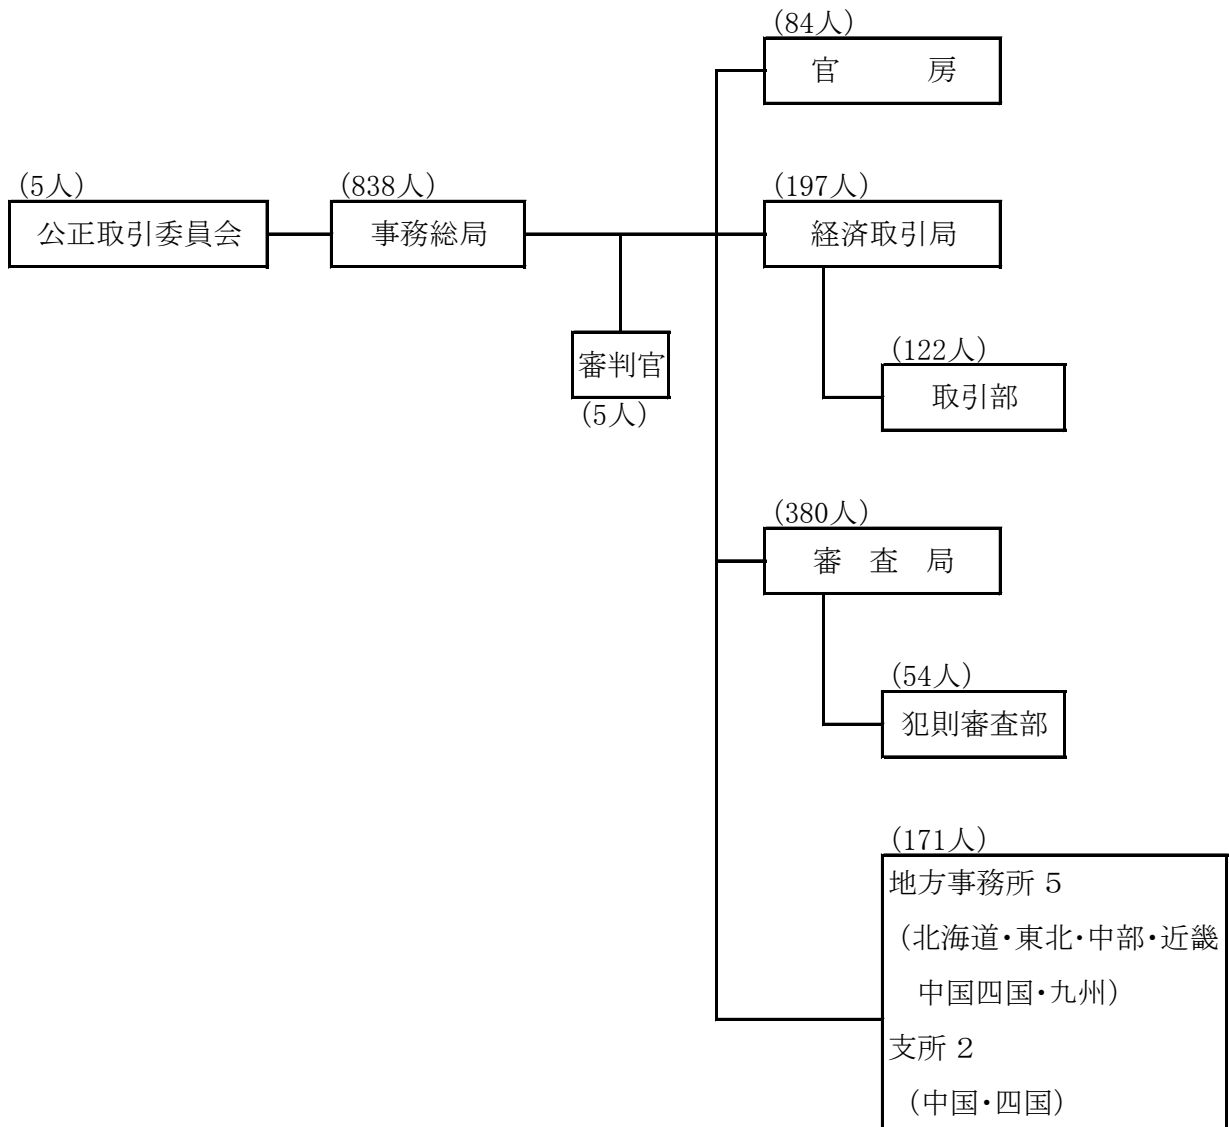 (84人)
官　　　房
(5人)
公正取引委員会
(838人)
事務総局
(197人)
経済取引局
審判官
(5人)
(122人)
取引部
(380人)
審　査　局
(54人)
犯則審査部
(171人)
地方事務所 5
（北海道・東北・中部・近畿
中国四国・九州）
支所 2
（中国・四国）